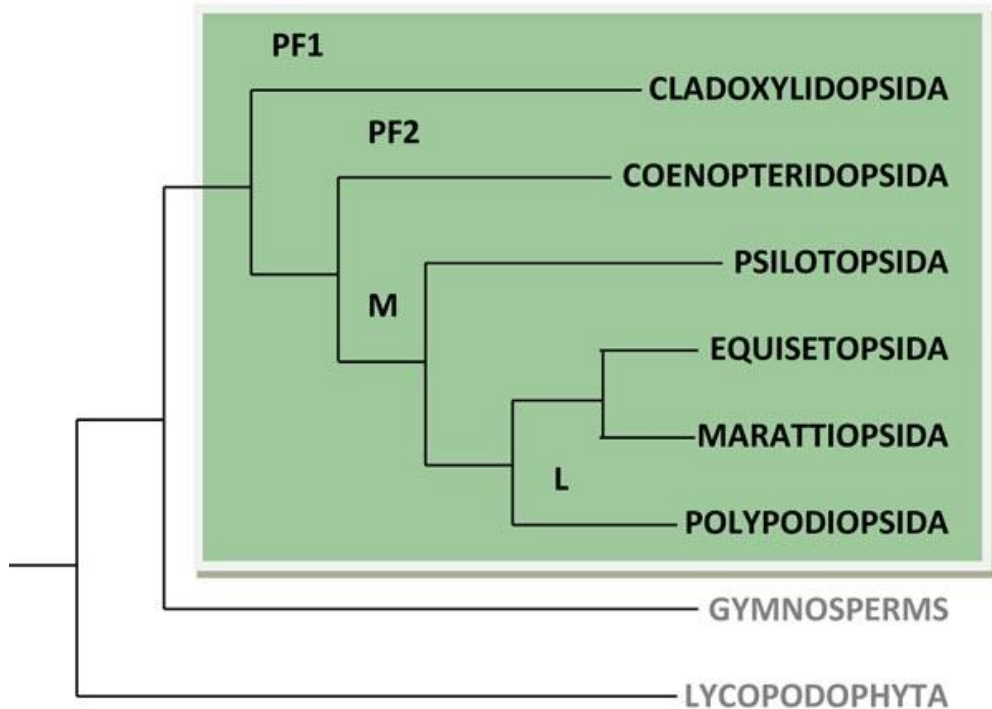 PF1
CLADOXYLIDOPSIDA
PF2
COENOPTERIDOPSIDA
PSILOTOPSIDA
M
EQUISETOPSIDA
MARATTIOPSIDA
L
POLYPODIOPSIDA
GYMNOSPERMS
LYCOPODOPHYTA